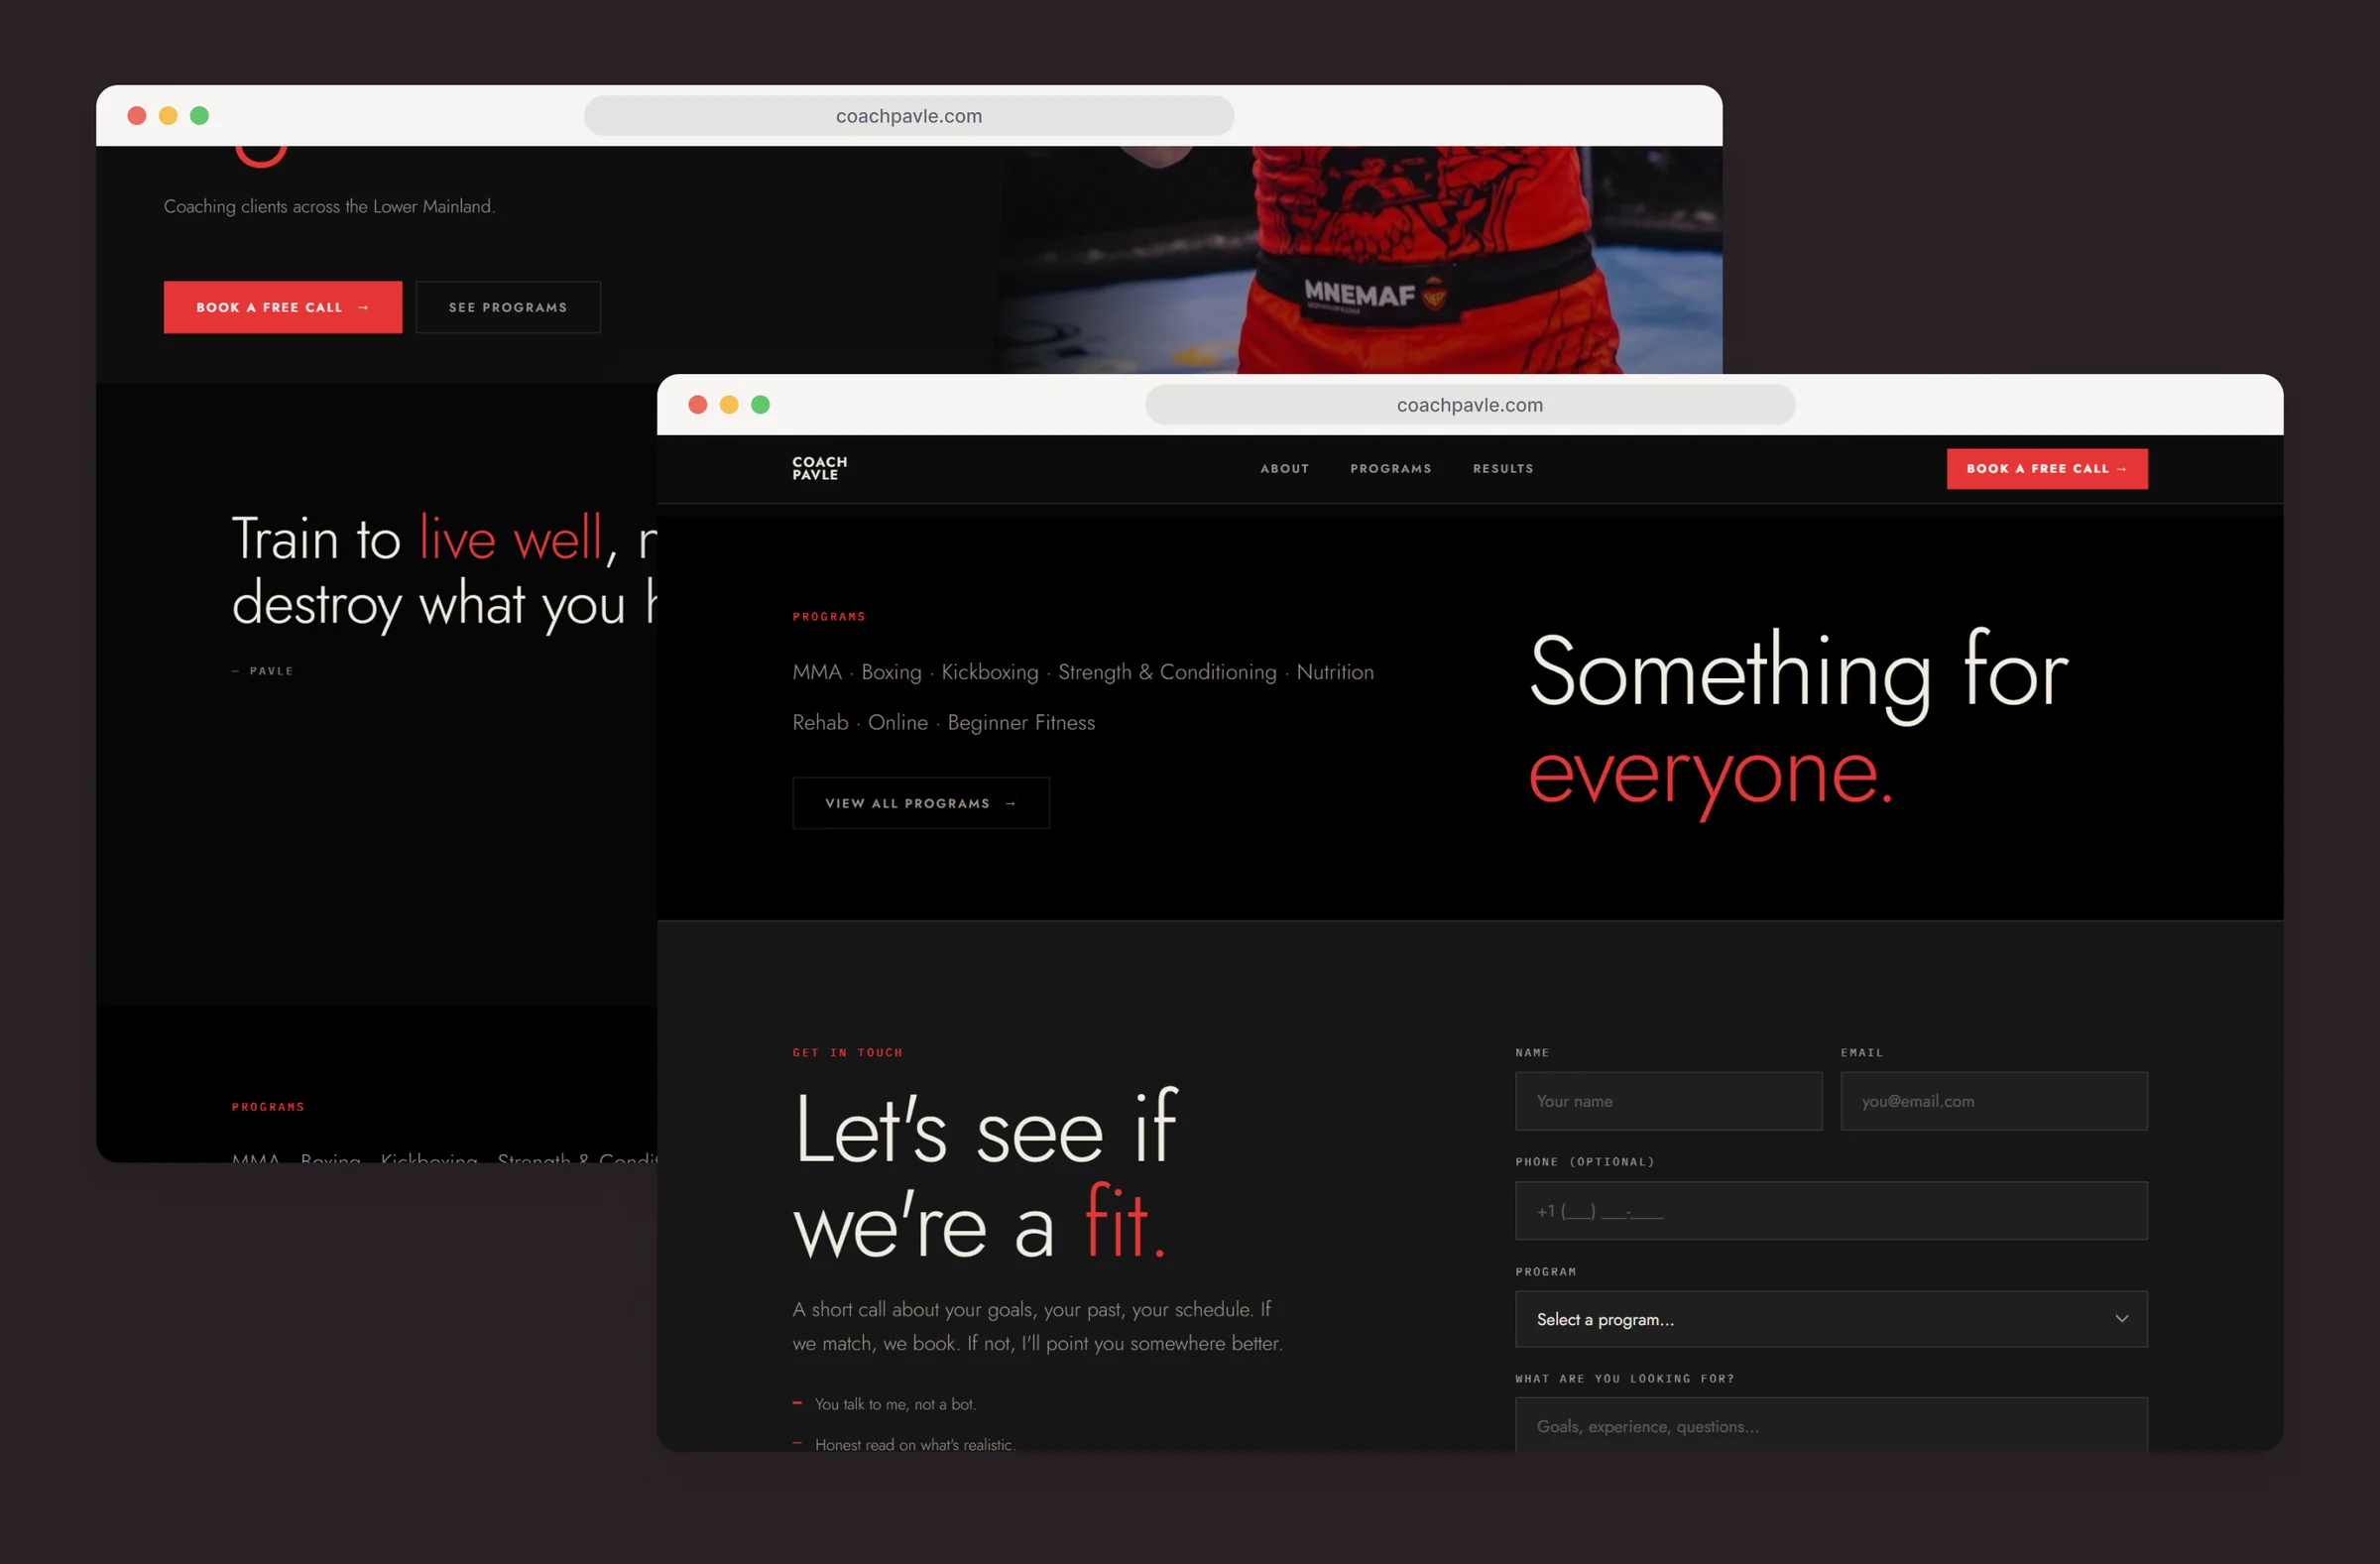 coachpavle.com
Coaching clients across the Lower Mainland.
BOOK A FREE CALL →
SEE PROGRAMS
MNEMAF
Train to live well,
destroy what you
— PAVLE
PROGRAMS
MMA · Boxing · Kickboxing · Strength &
coachpavle.com
COACH
PAVLE
ABOUT
PROGRAMS
RESULTS
BOOK A FREE CALL →
PROGRAMS
MMA · Boxing · Kickboxing · Strength & Conditioning · Nutrition
Rehab · Online · Beginner Fitness
VIEW ALL PROGRAMS →
Something for
everyone.
GET IN TOUCH
Let's see if
we're a fit.
A short call about your goals, your past, your schedule. If
we match, we book. If not, I'll point you somewhere better.
– You talk to me, not a bot.
– Honest read on what's realistic.
NAME
Your name
EMAIL
you@email.com
PHONE (OPTIONAL)
+1 (___) ___-____
PROGRAM
Select a program...
WHAT ARE YOU LOOKING FOR?
Goals, experience, questions...